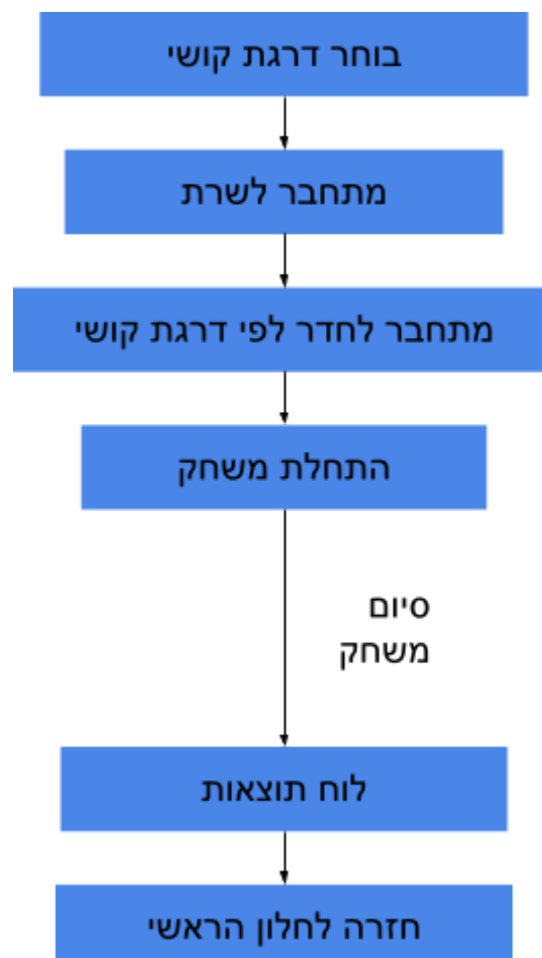 בוחר דרגת קושי
מתחבר לשרת
מתחבר לחדר לפי דרגת קושי
התחלת משחק
סיום
משחק
לוח תוצאות
חזרה לחלון הראשי